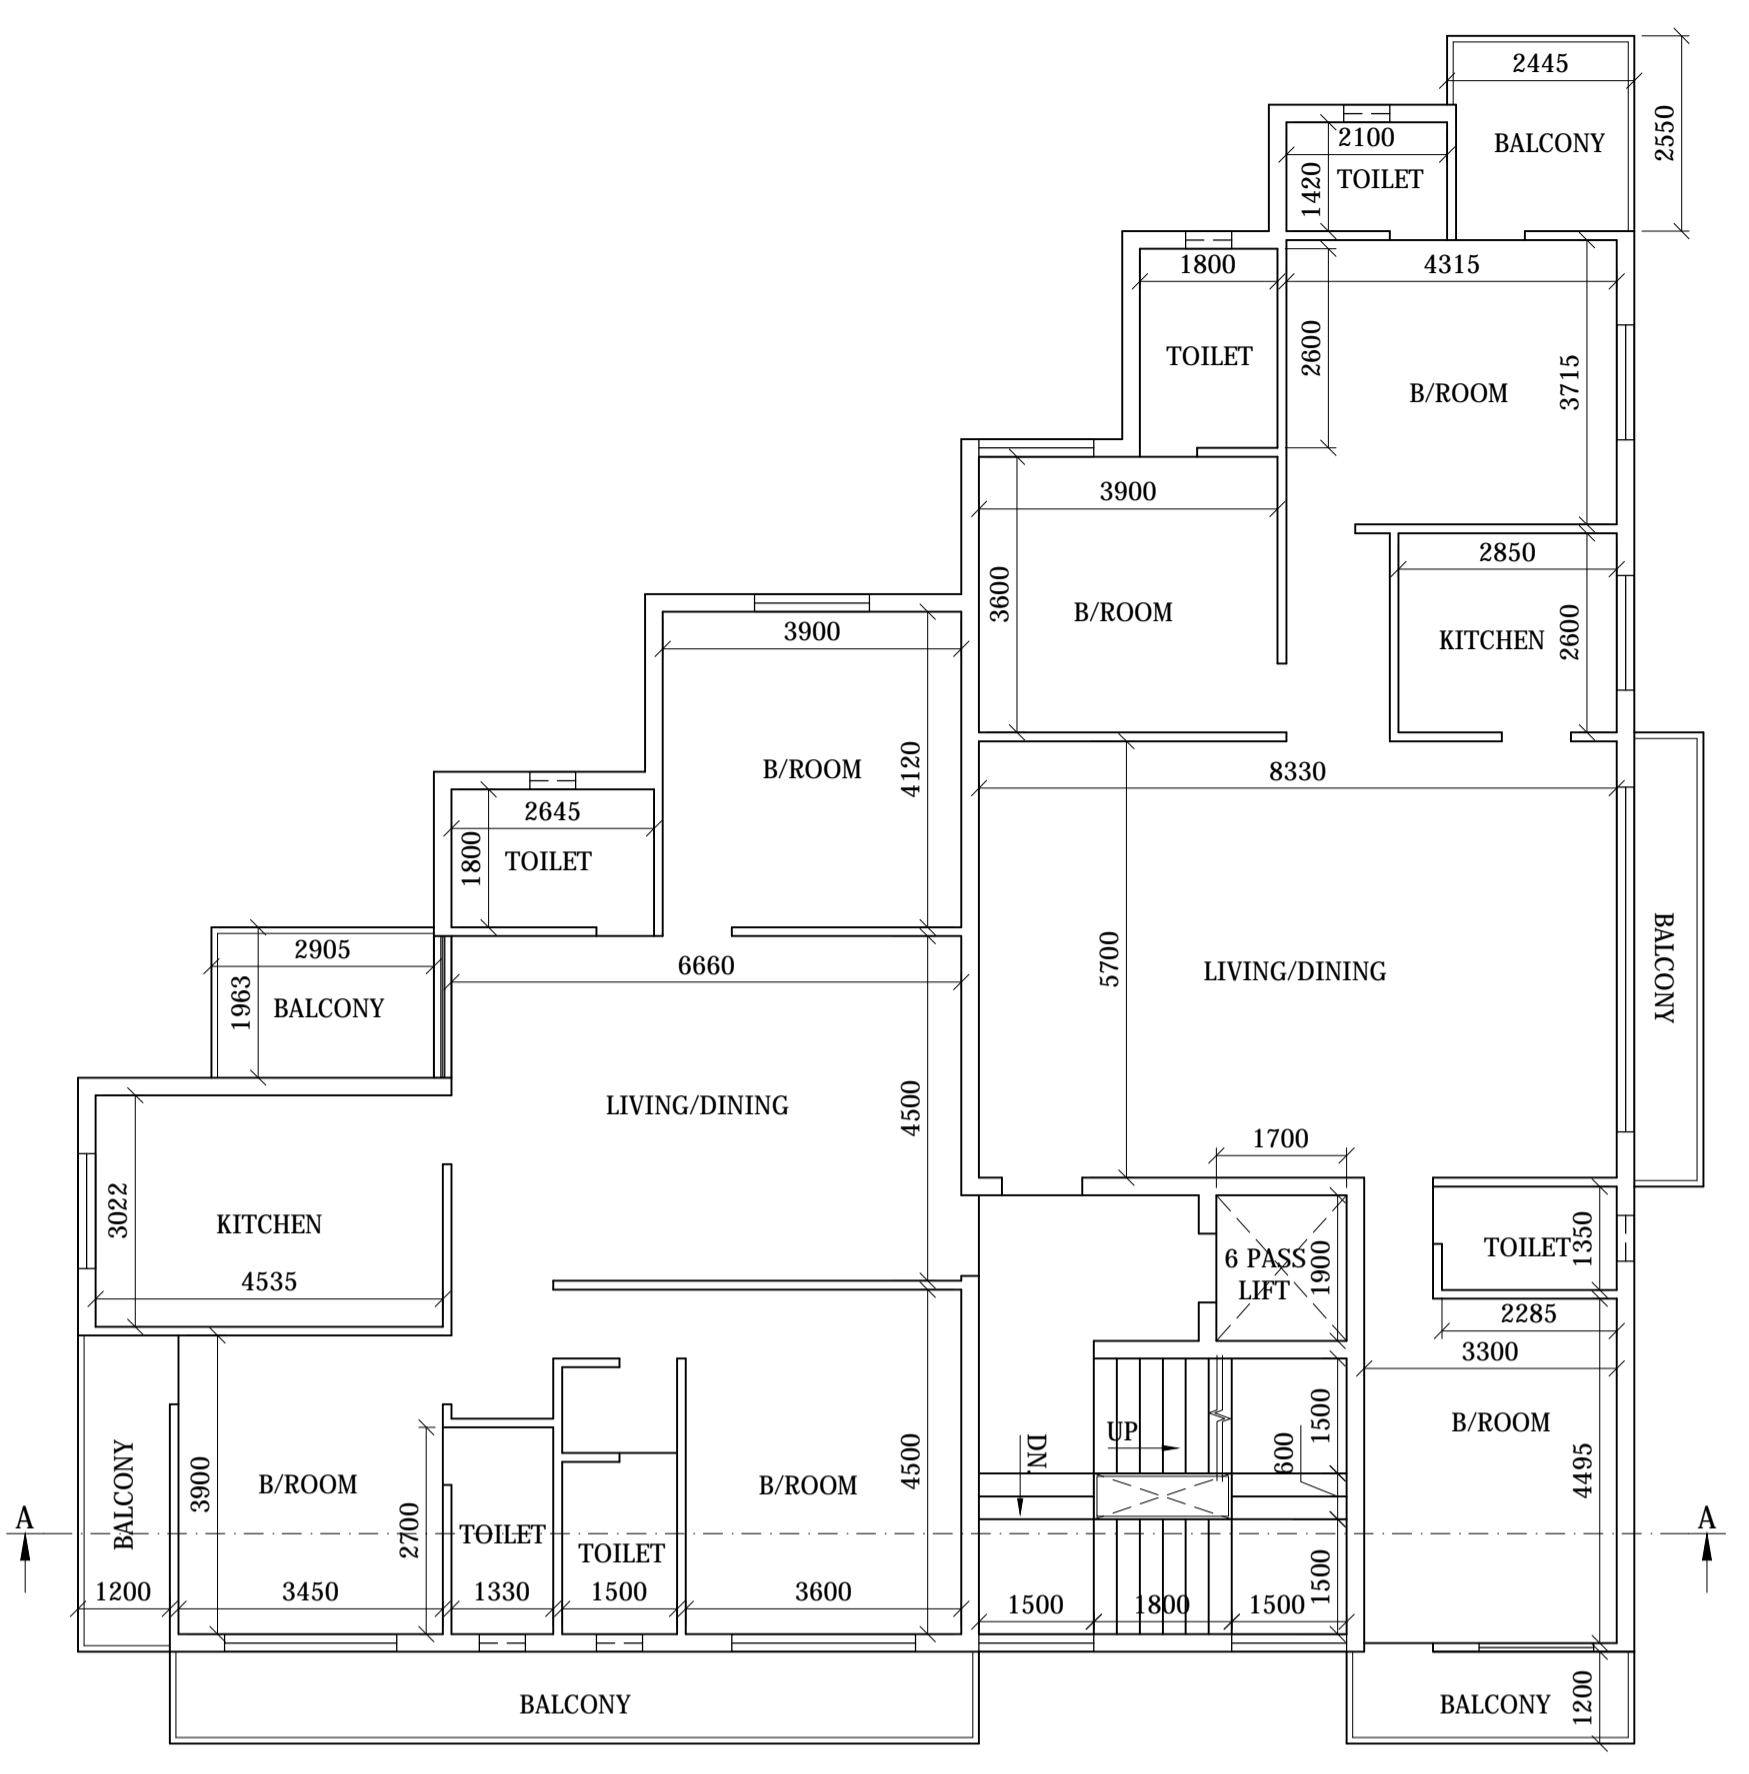 2445
2550
BALCONY
2100
1420
TOILET
1800
4315
2600
TOILET
3715
B/ROOM
3900
2850
3600
B/ROOM
2600
KITCHEN
3900
B/ROOM
4120
8330
2645
1800
TOILET
2905
1963
BALCONY
6660
5700
LIVING/DINING
BALCONY
LIVING/DINING
4500
1700
3022
KITCHEN
4535
6 PASS
LIFT
1900
TOILET
1350
2285
3300
B/ROOM
4495
UP
DN.
600
1500
3900
B/ROOM
BALCONY
2700
TOILET
TOILET
B/ROOM
4500
A
A
1200
3450
1330
1500
3600
1500
1800
1500
1500
BALCONY
BALCONY
1200